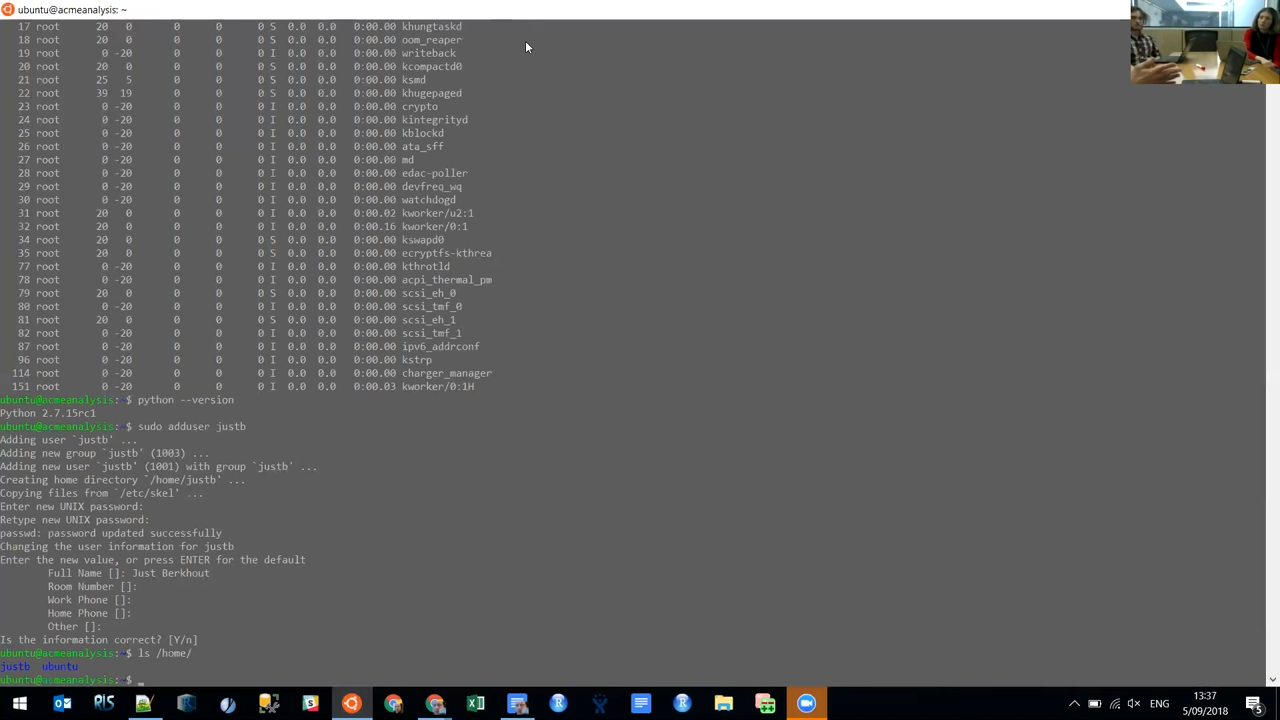 ubuntu@acmeanalysis: ~
17 root 20 0 0 0 0 S 0.0 0.0 0:00.00 khungtaskd
18 root 20 0 0 0 0 S 0.0 0.0 0:00.00 oom_reaper
19 root 0 -20 0 0 0 I 0.0 0.0 0:00.00 writeback
20 root 20 0 0 0 0 S 0.0 0.0 0:00.00 kcompactd0
21 root 25 5 0 0 0 S 0.0 0.0 0:00.00 ksmd
22 root 39 19 0 0 0 S 0.0 0.0 0:00.00 khugepaged
23 root 0 -20 0 0 0 I 0.0 0.0 0:00.00 crypto
24 root 0 -20 0 0 0 I 0.0 0.0 0:00.00 kintegrityd
25 root 0 -20 0 0 0 I 0.0 0.0 0:00.00 kblockd
26 root 0 -20 0 0 0 I 0.0 0.0 0:00.00 ata_sff
27 root 0 -20 0 0 0 I 0.0 0.0 0:00.00 md
28 root 0 -20 0 0 0 I 0.0 0.0 0:00.00 edac-poller
29 root 0 -20 0 0 0 I 0.0 0.0 0:00.00 devfreq_wq
30 root 0 -20 0 0 0 I 0.0 0.0 0:00.00 watchdogd
31 root 20 0 0 0 0 I 0.0 0.0 0:00.02 kworker/u2:1
32 root 20 0 0 0 0 I 0.0 0.0 0:00.16 kworker/0:1
34 root 20 0 0 0 0 S 0.0 0.0 0:00.00 kswapd0
35 root 20 0 0 0 0 S 0.0 0.0 0:00.00 ecryptfs-kthrea
77 root 0 -20 0 0 0 I 0.0 0.0 0:00.00 kthrotld
78 root 0 -20 0 0 0 I 0.0 0.0 0:00.00 acpi_thermal_pm
79 root 20 0 0 0 0 S 0.0 0.0 0:00.00 scsi_eh_0
80 root 0 -20 0 0 0 I 0.0 0.0 0:00.00 scsi_tmf_0
81 root 20 0 0 0 0 S 0.0 0.0 0:00.00 scsi_eh_1
82 root 0 -20 0 0 0 I 0.0 0.0 0:00.00 scsi_tmf_1
87 root 0 -20 0 0 0 I 0.0 0.0 0:00.00 ipv6_addrconf
96 root 0 -20 0 0 0 I 0.0 0.0 0:00.00 kstrp
114 root 0 -20 0 0 0 I 0.0 0.0 0:00.00 charger_manager
151 root 0 -20 0 0 0 I 0.0 0.0 0:00.03 kworker/0:1H
ubuntu@acmeanalysis:~$ python --version
Python 2.7.15rc1
ubuntu@acmeanalysis:~$ sudo adduser justb
Adding user `justb' ...
Adding new group `justb' (1003) ...
Adding new user `justb' (1001) with group `justb' ...
Creating home directory `/home/justb' ...
Copying files from `/etc/skel' ...
Enter new UNIX password:
Retype new UNIX password:
passwd: password updated successfully
Changing the user information for justb
Enter the new value, or press ENTER for the default
Full Name []: Just Berkhout
Room Number []:
Work Phone []:
Home Phone []:
Other []:
Is the information correct? [Y/n]
ubuntu@acmeanalysis:~$ ls /home/
justb ubuntu
ubuntu@acmeanalysis:~$ _
ENG
13:37
5/09/2018